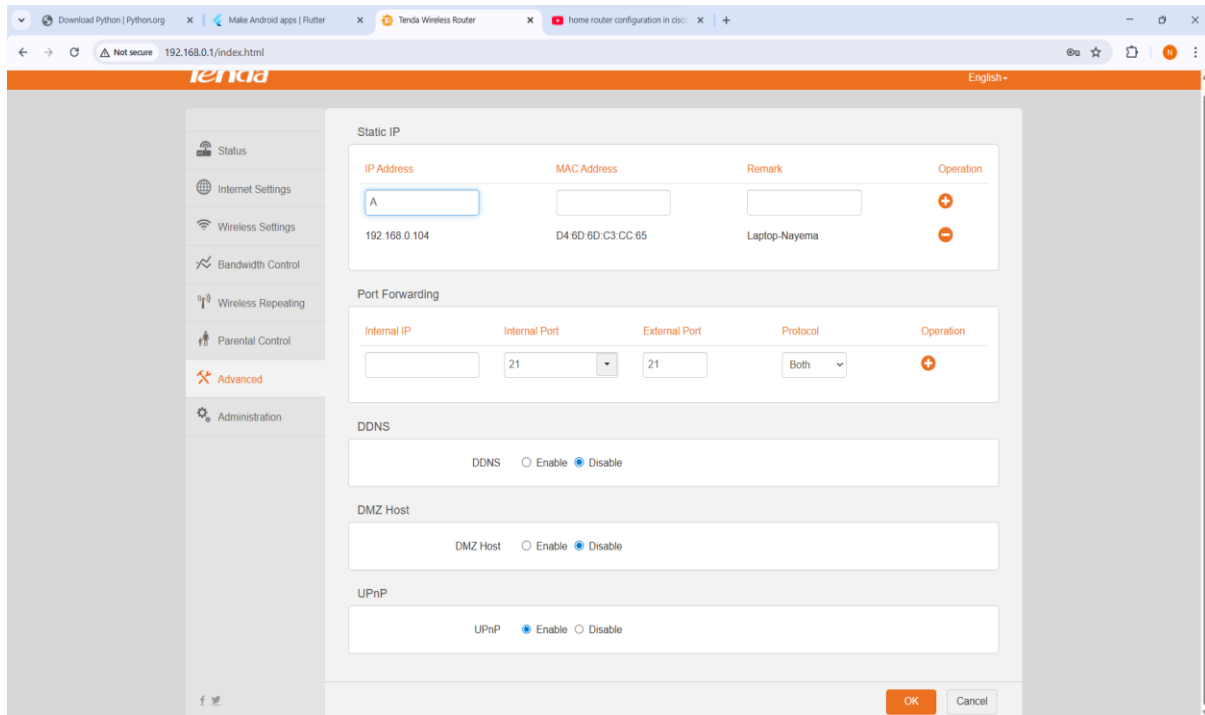 Download Python | Python.org
Make Android apps | Flutter
Tenda Wireless Router
home router configuration in cisco
Not secure
192.168.0.1/index.html
N
Tenda
English
Status
Internet Settings
Wireless Settings
Bandwidth Control
Wireless Repeating
Parental Control
Advanced
Administration
Static IP
IP Address MAC Address Remark Operation
A
192.168.0.104 D4:6D:6D:C3:CC:65 Laptop-Nayema
Port Forwarding
Internal IP Internal Port External Port Protocol Operation
21 21 Both
DDNS
DDNS Enable Disable
DMZ Host
DMZ Host Enable Disable
UPnP
UPnP Enable Disable
OK Cancel